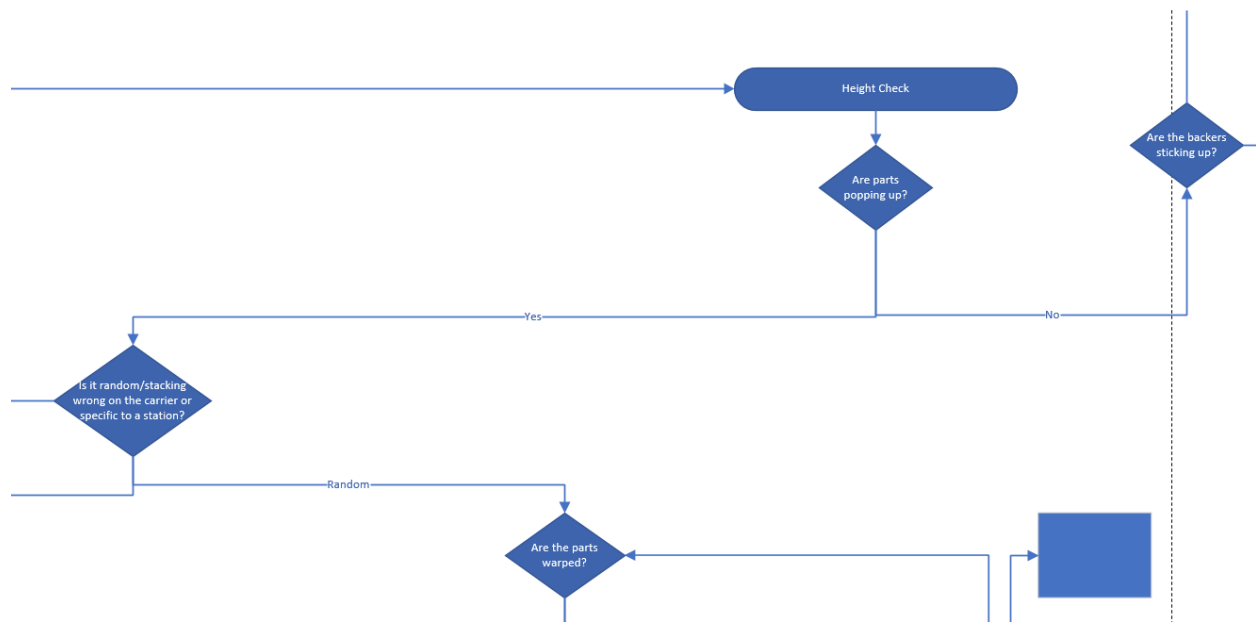 Height Check
Are the backers
sticking up?
Are parts
popping up?
Yes
No
Is it random/stacking
wrong on the carrier or
specific to a station?
Random
Are the parts
warped?